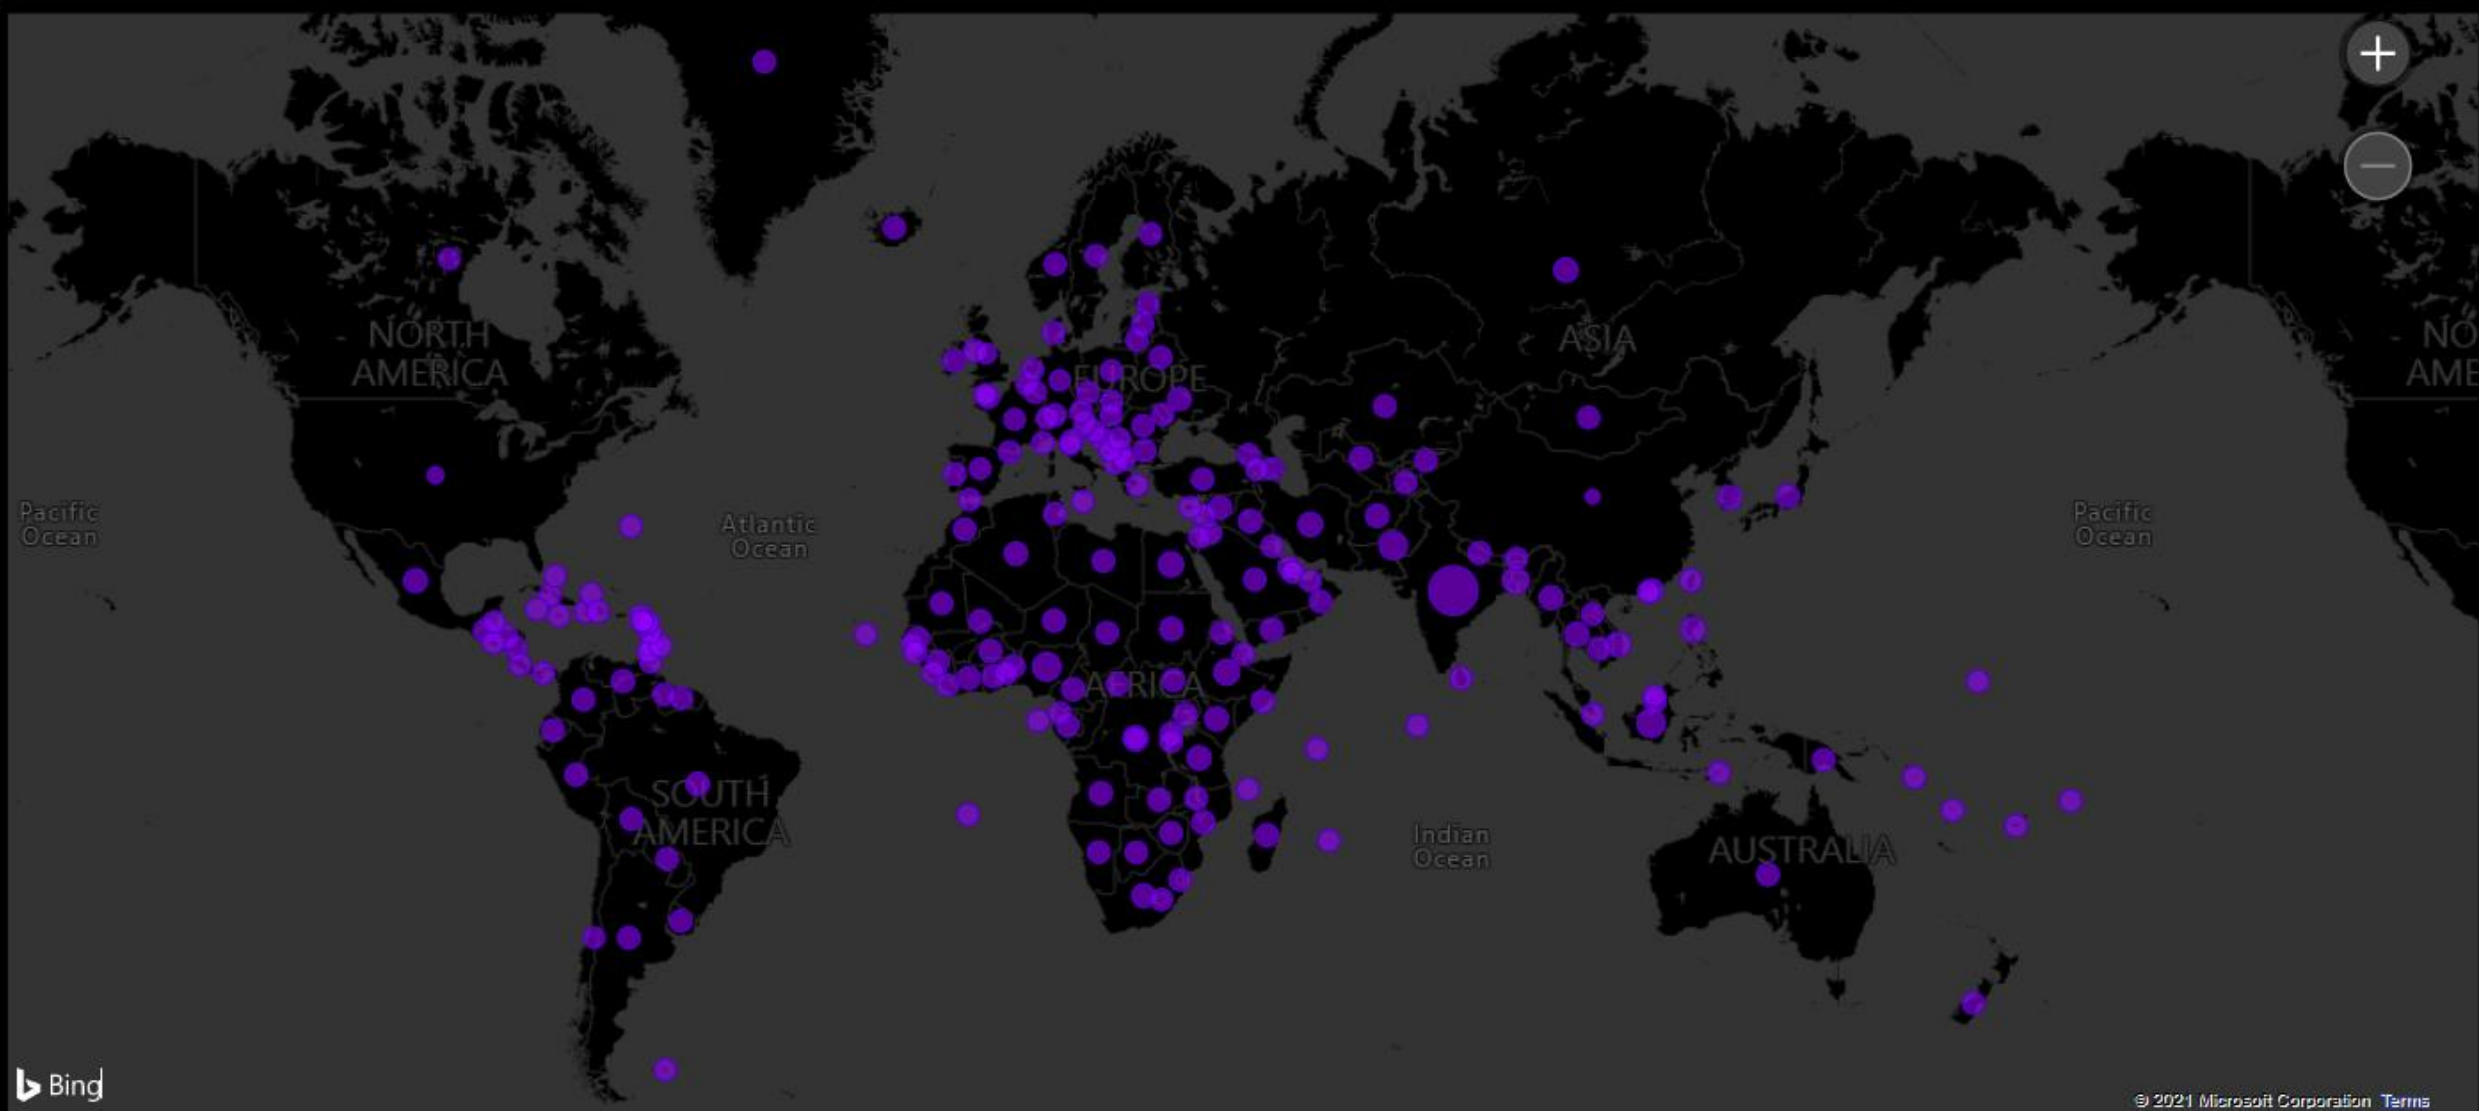 NORTH
AMERICA
ASIA
EUROPE
NO
AME
Pacific
Ocean
Atlantic
Ocean
Pacific
Ocean
AFRICA
SOUTH
AMERICA
Indian
Ocean
AUSTRALIA
Bing
© 2021 Microsoft Corporation Terms